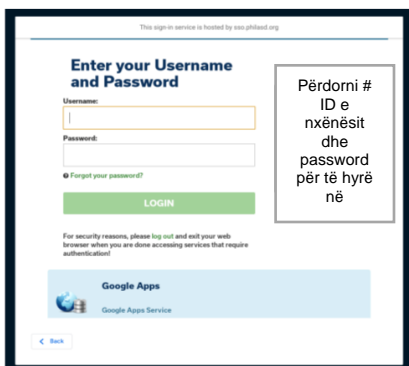 This sign-in service is hosted by sso.philasd.org
Enter your Username
and Password
Username:
Password:
Forgot your password?
LOGIN
For security reasons, please log out and exit your web
browser when you are done accessing services that require
authentication!
Google Apps
Google Apps Service
Back
Përdorni #
ID e
nxënësit
dhe
password
për të hyrë
në